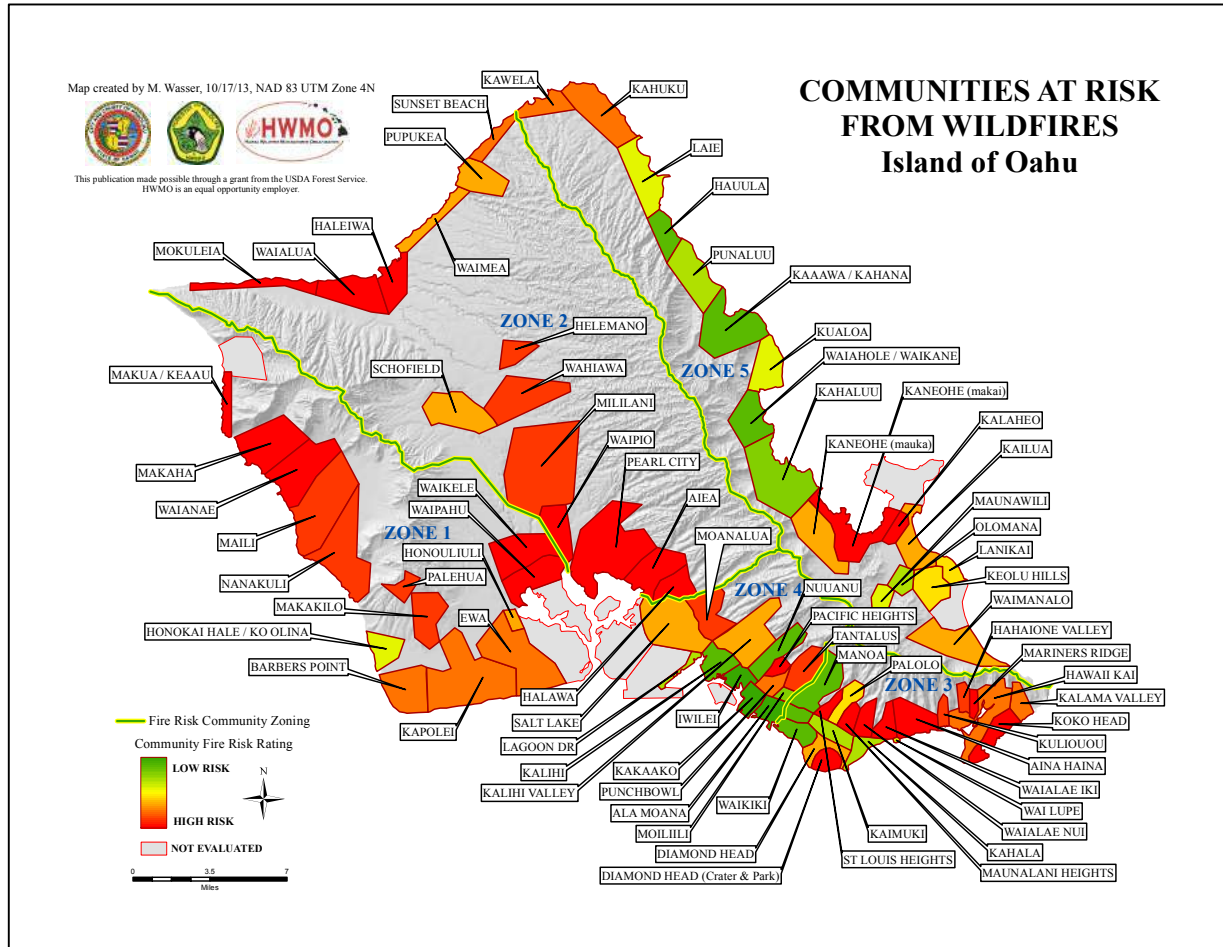 Map created by M. Wasser, 10/17/13, NAD 83 UTM Zone 4N
HWMO
This publication made possible through a grant from the USDA Forest Service.
HWMO is an equal opportunity employer.
COMMUNITIES AT RISK
FROM WILDFIRES
Island of Oahu
KAWELA
KAHUKU
SUNSET BEACH
PUPUKEA
LAIE
HAUULA
HALEIWA
PUNALUU
MOKULEIA
WAIALUA
WAIMEA
KAAAWA / KAHANA
ZONE 2
HELEMANO
KUALOA
WAIAHOLE / WAIKANE
ZONE 5
SCHOFIELD
WAHIAWA
MAKUA / KEAAU
KAHALUU
KANEOHE (makai)
MILILANI
KALAHEO
WAIPIO
KANEOHE (mauka)
KAILUA
PEARL CITY
MAKAHA
MAUNAWILI
WAIKELE
AIEA
WAIANAE
WAIPAHU
OLOMANA
ZONE 1
MOANALUA
MAILI
HONOULIULI
LANIKAI
NANAKULI
PALEHUA
ZONE 4
NUUANU
KEOLU HILLS
MAKAKILO
EWA
PACIFIC HEIGHTS
WAIMANALO
HONOKAI HALE / KO OLINA
TANTALUS
HAHAIONE VALLEY
MANOA
MARINERS RIDGE
BARBERS POINT
PALOLO
HAWAII KAI
ZONE 3
HALAWA
KALAMA VALLEY
KAPOLEI
SALT LAKE
IWILEI
KOKO HEAD
LAGOON DR
KULIOUOU
KALIHI
KAKAAKO
AINA HAINA
KALIHI VALLEY
PUNCHBOWL
WAIKIKI
WAIALAE IKI
ALA MOANA
WAI LUPE
MOILIILI
KAIMUKI
WAIALAE NUI
DIAMOND HEAD
ST LOUIS HEIGHTS
KAHALA
DIAMOND HEAD (Crater & Park)
MAUNALANI HEIGHTS
Fire Risk Community Zoning
Community Fire Risk Rating
LOW RISK
HIGH RISK
N
NOT EVALUATED
0 3.5 7
Miles